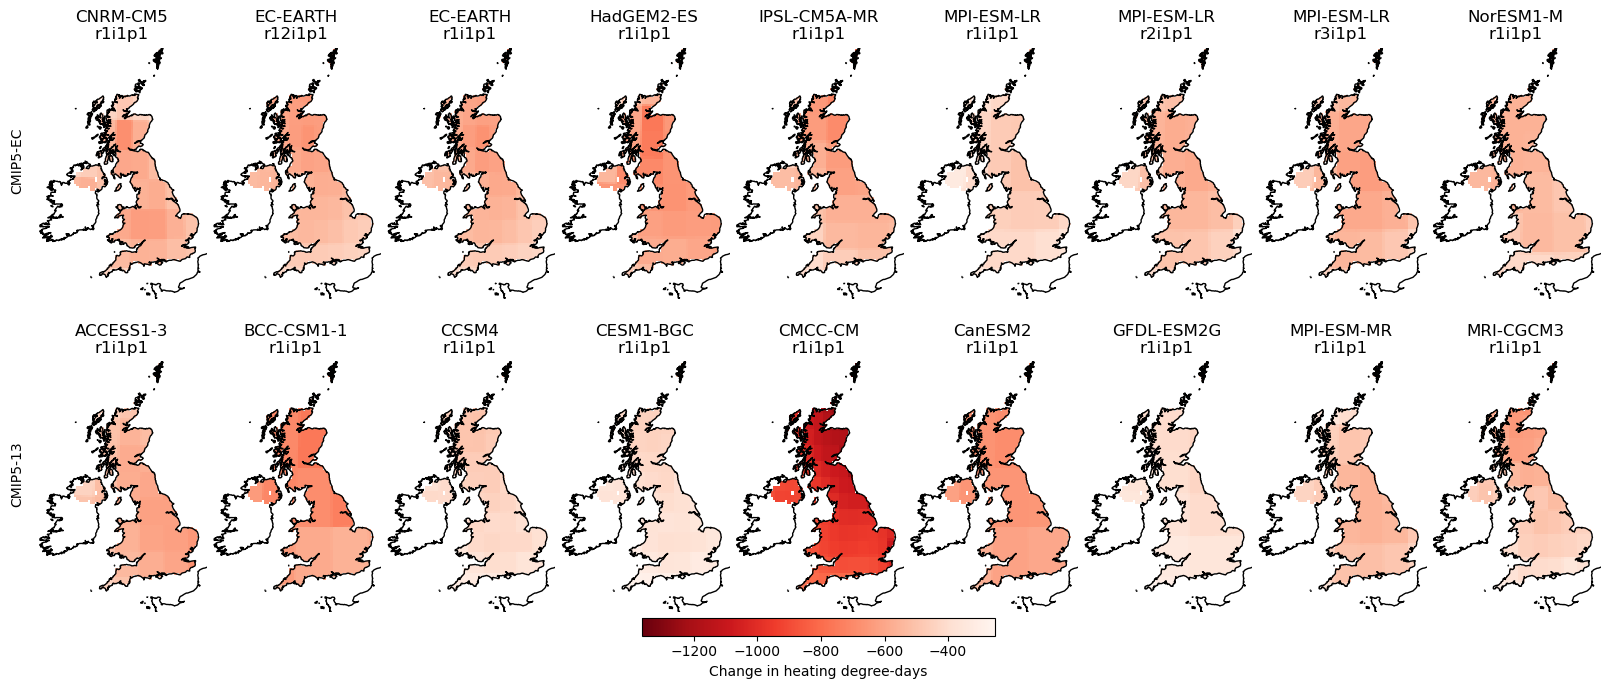 CNRM-CM5
r1i1p1
EC-EARTH
r12i1p1
EC-EARTH
r1i1p1
HadGEM2-ES
r1i1p1
IPSL-CM5A-MR
r1i1p1
MPI-ESM-LR
r1i1p1
MPI-ESM-LR
r2i1p1
MPI-ESM-LR
r3i1p1
NorESM1-M
r1i1p1
CMIP5-EC
ACCESS1-3
r1i1p1
BCC-CSM1-1
r1i1p1
CCSM4
r1i1p1
CESM1-BGC
r1i1p1
CMCC-CM
r1i1p1
CanESM2
r1i1p1
GFDL-ESM2G
r1i1p1
MPI-ESM-MR
r1i1p1
MRI-CGCM3
r1i1p1
CMIP5-13
−1200 −1000 −800 −600 −400
Change in heating degree-days